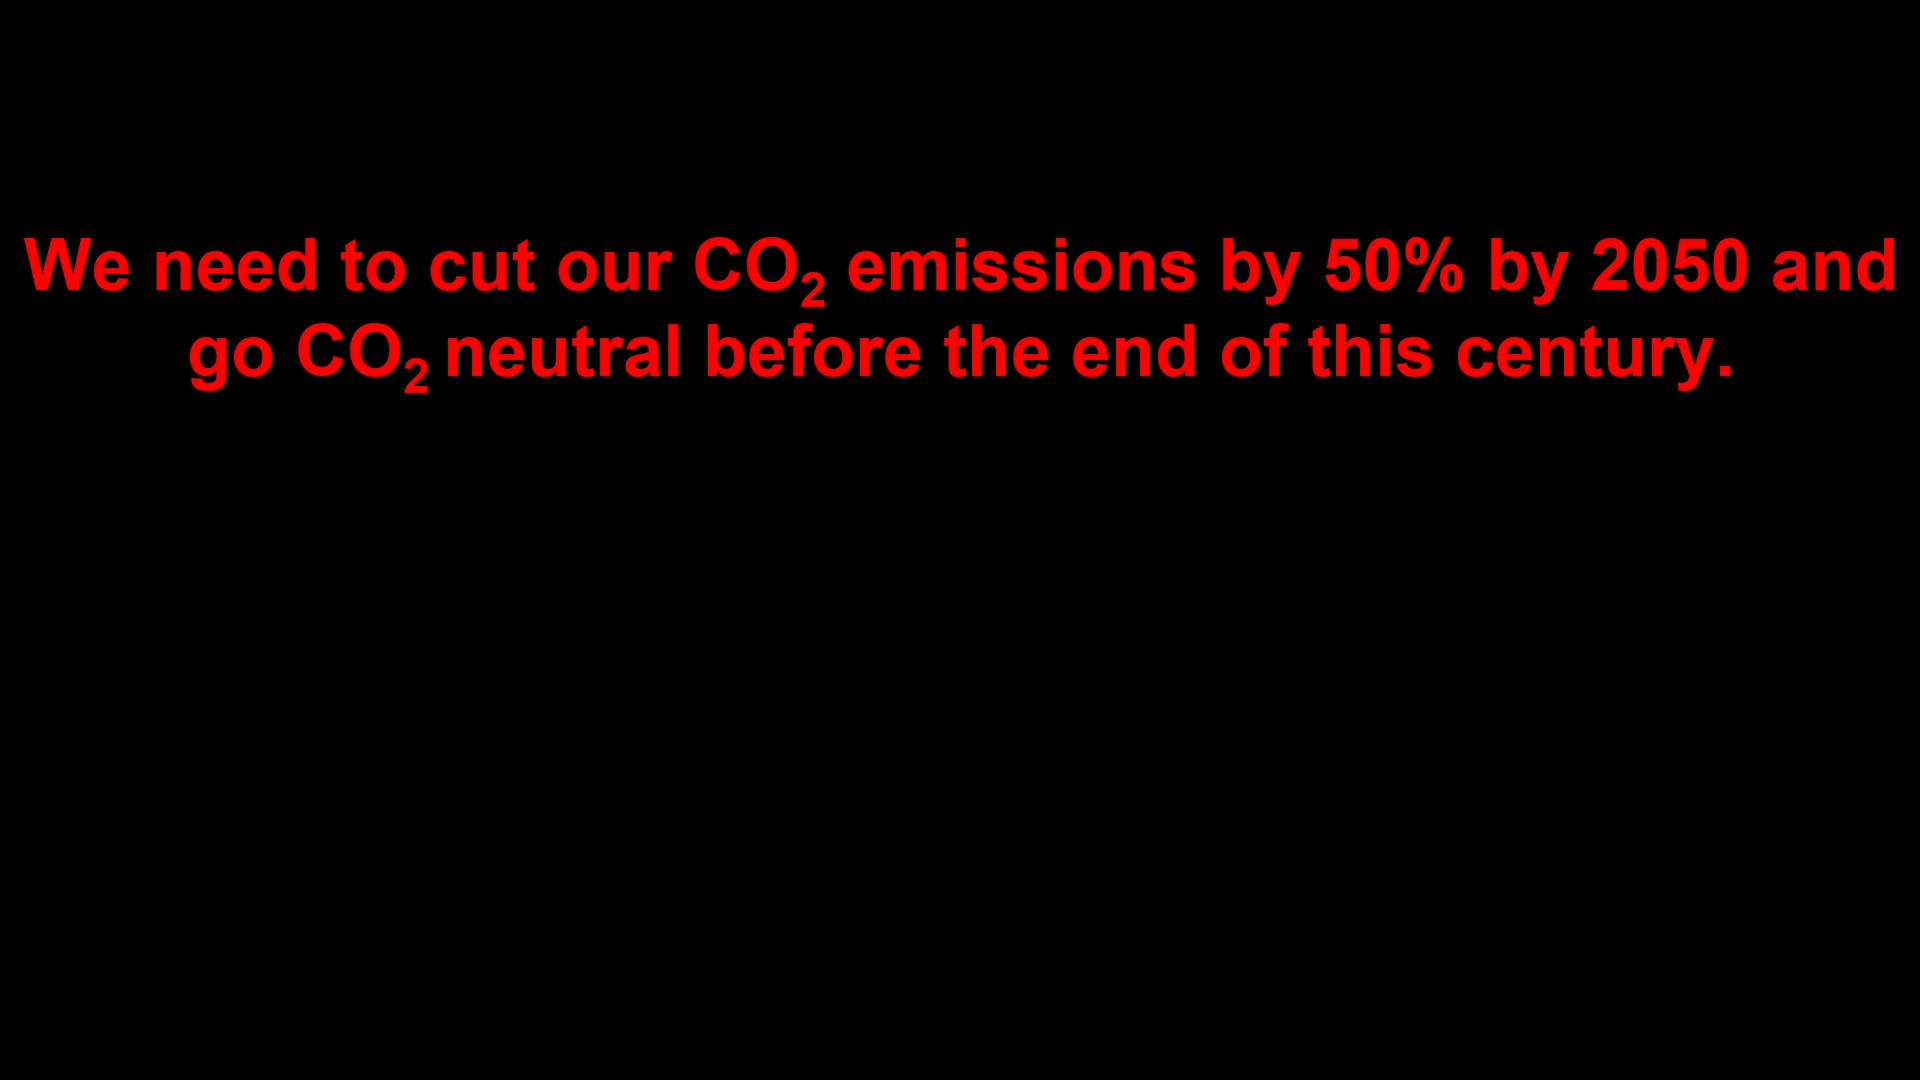 We need to cut our CO₂ emissions by 50% by 2050 and
go CO₂ neutral before the end of this century.